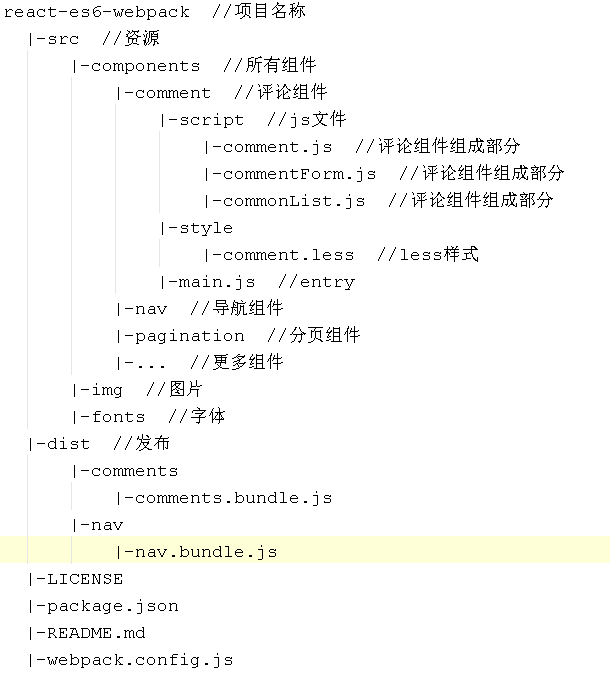 react-es6-webpack  //项目名称
|-src  //资源
|-components  //所有组件
|-comment  //评论组件
|-script  //js文件
|-comment.js  //评论组件组成部分
|-commentForm.js  //评论组件组成部分
|-commonList.js  //评论组件组成部分
|-style
|-comment.less  //less样式
|-main.js  //entry
|-nav  //导航组件
|-pagination  //分页组件
|-...  //更多组件
|-img  //图片
|-fonts  //字体
|-dist  //发布
|-comments
|-comments.bundle.js
|-nav
|-nav.bundle.js
|-LICENSE
|-package.json
|-README.md
|-webpack.config.js